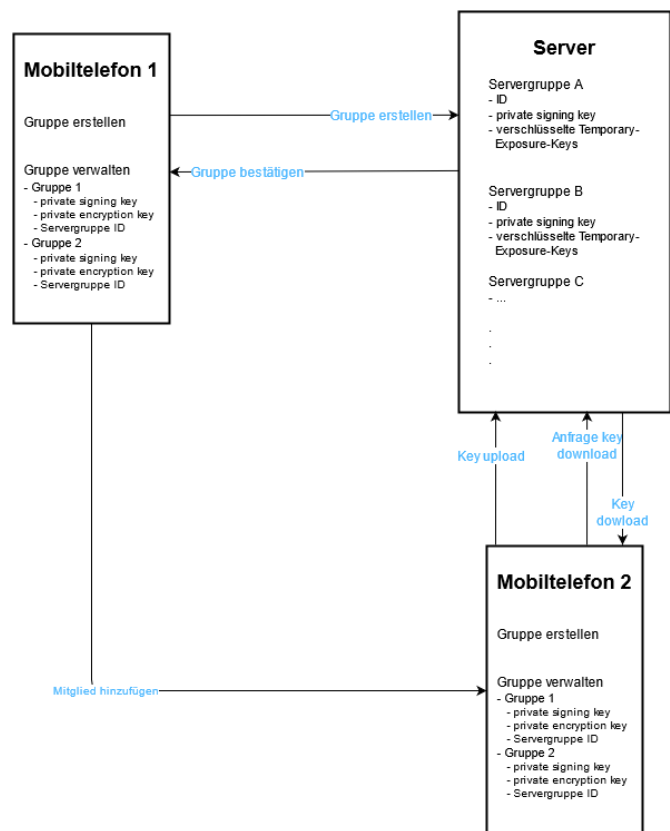 Mobiltelefon 1
Gruppe erstellen
Gruppe verwalten
- Gruppe 1
- private signing key
- private encryption key
- Servergruppe ID
- Gruppe 2
- private signing key
- private encryption key
- Servergruppe ID
Gruppe erstellen
Gruppe bestätigen
Server
Servergruppe A
- ID
- private signing key
- verschlüsselte Temporary-
Exposure-Keys
Servergruppe B
- ID
- private signing key
- verschlüsselte Temporary-
Exposure-Keys
Servergruppe C
- ...
.
.
.
Key upload
Anfrage key
download
Key
dowload
Mitglied hinzufügen
Mobiltelefon 2
Gruppe erstellen
Gruppe verwalten
- Gruppe 1
- private signing key
- private encryption key
- Servergruppe ID
- Gruppe 2
- private signing key
- private encryption key
- Servergruppe ID